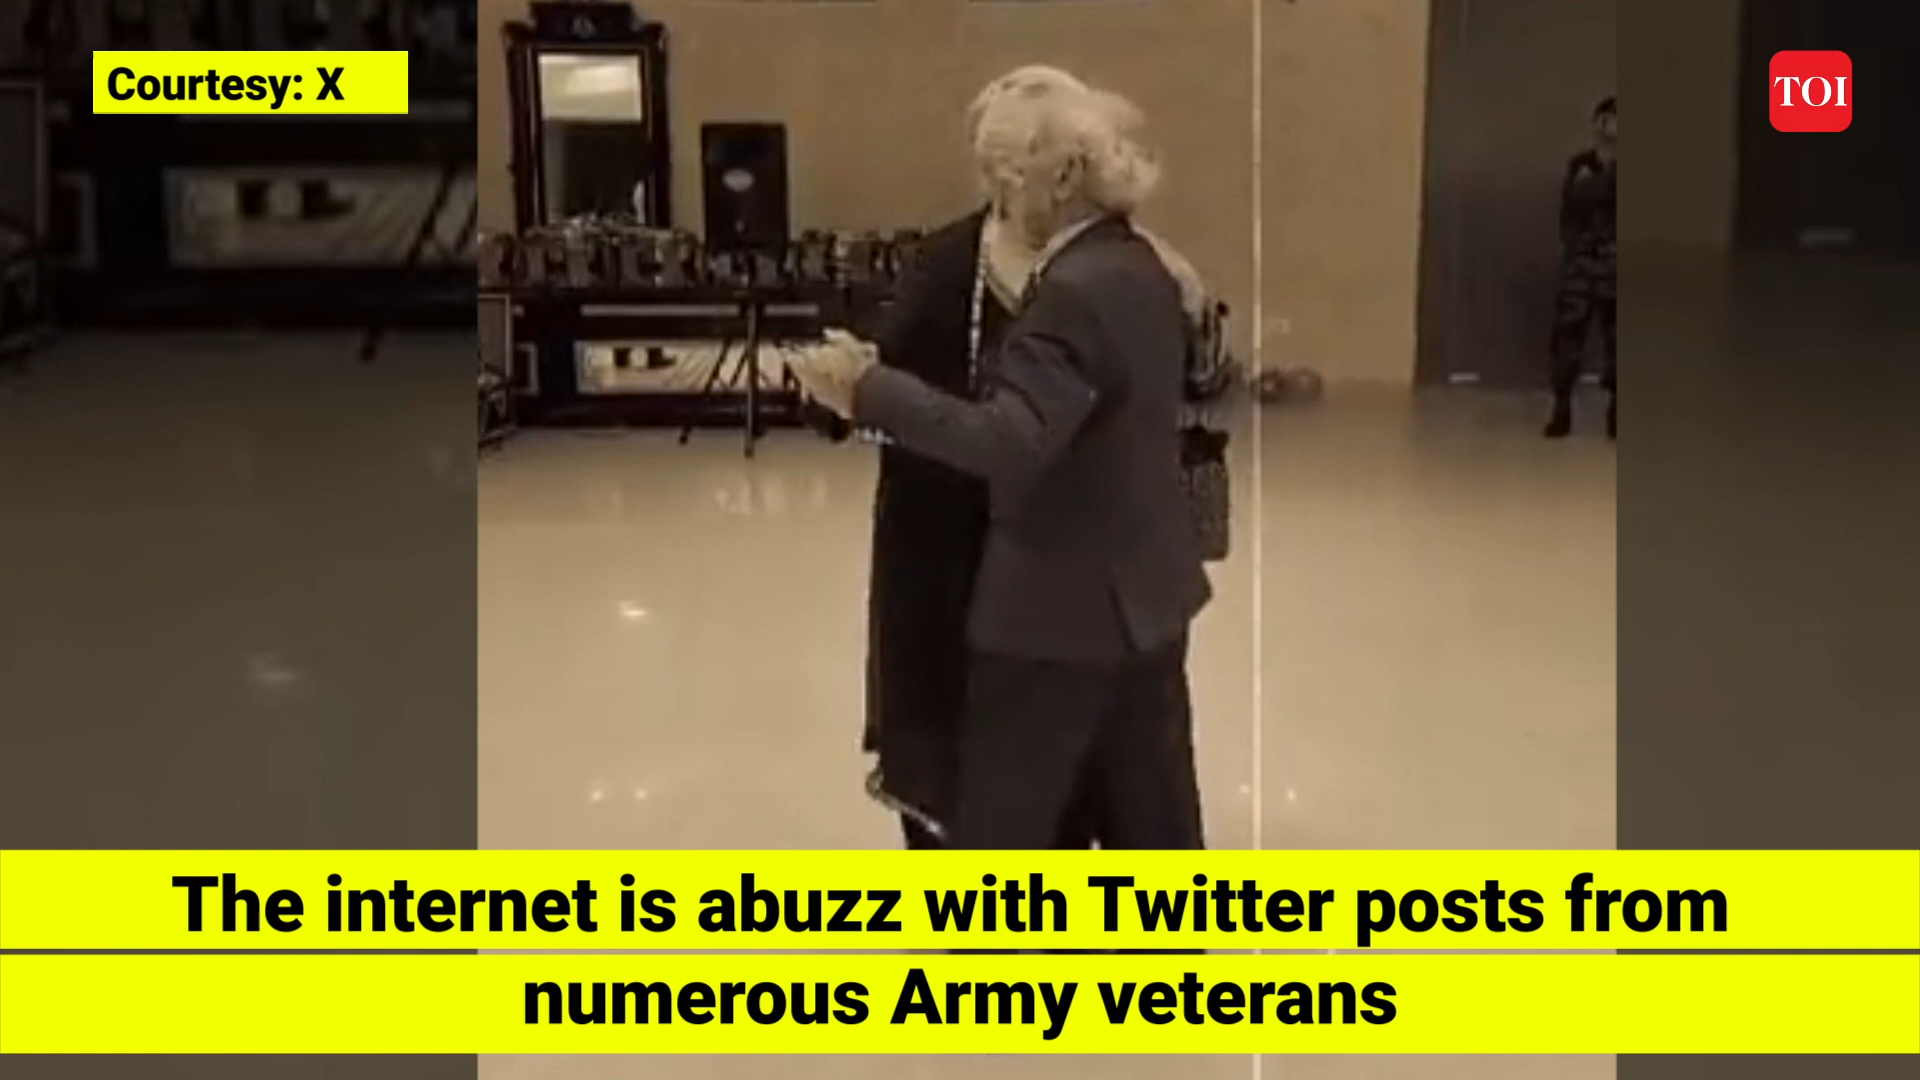 Courtesy: X
TOI
The internet is abuzz with Twitter posts from
numerous Army veterans